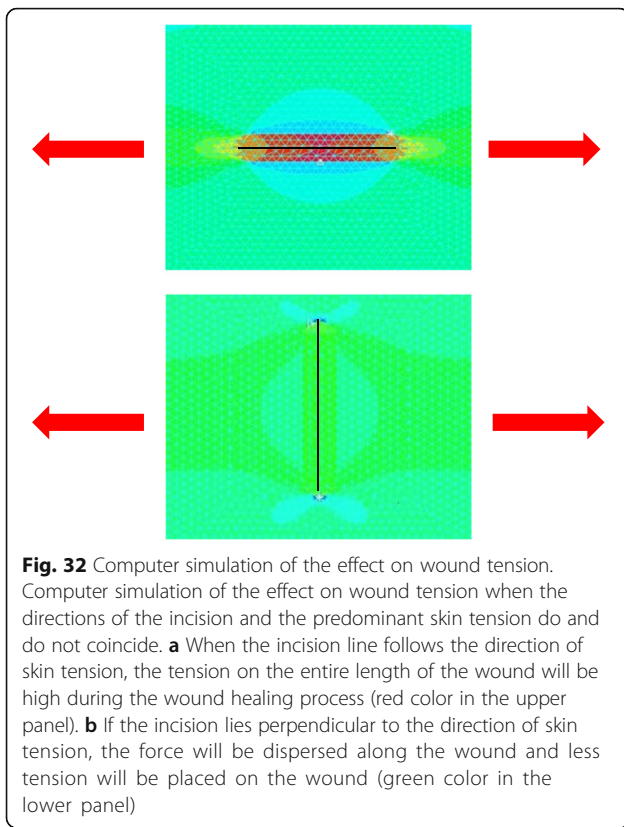 Fig. 32 Computer simulation of the effect on wound tension.
Computer simulation of the effect on wound tension when the
directions of the incision and the predominant skin tension do and
do not coincide. a When the incision line follows the direction of
skin tension, the tension on the entire length of the wound will be
high during the wound healing process (red color in the upper
panel). b If the incision lies perpendicular to the direction of skin
tension, the force will be dispersed along the wound and less
tension will be placed on the wound (green color in the
lower panel)